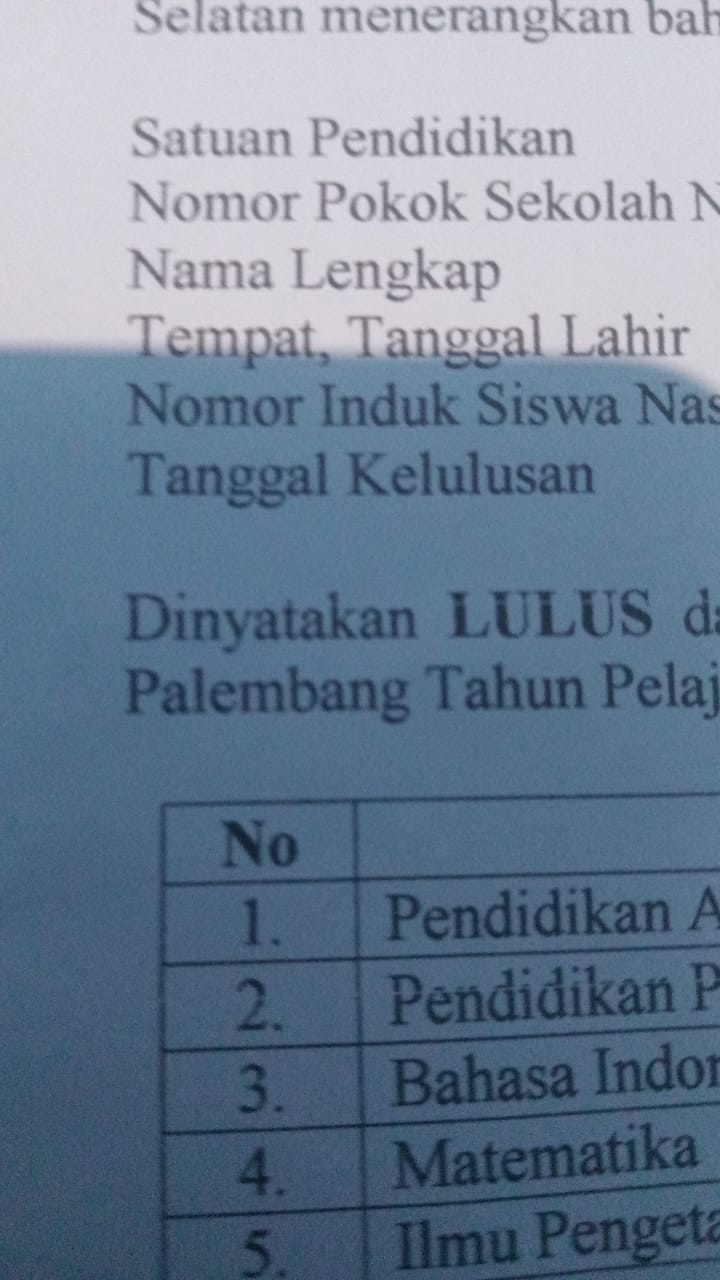 Selatan menerangkan bah
Satuan Pendidikan
Nomor Pokok Sekolah N
Nama Lengkap
Tempat, Tanggal Lahir
Nomor Induk Siswa Nas
Tanggal Kelulusan
Dinyatakan LULUS da
Palembang Tahun Pelaj
No
1. Pendidikan A
2. Pendidikan P
3. Bahasa Indon
4. Matematika
5. Ilmu Pengeta